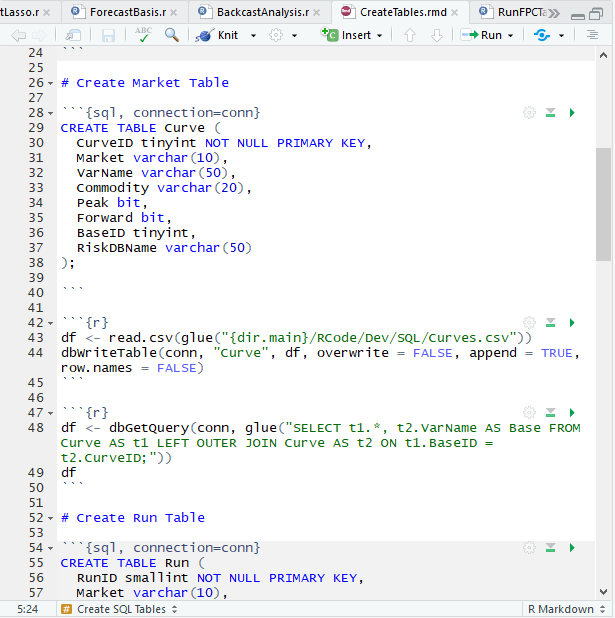 tLasso.r
ForecastBasis.r
BackcastAnalysis.r
CreateTables.rmd
RunFPCTa
ABC
Knit
Insert
Run
24 ```
25
26 # Create Market Table
27
28 ```{sql, connection=conn}
29 CREATE TABLE Curve (
30   CurveID tinyint NOT NULL PRIMARY KEY,
31   Market varchar(10),
32   VarName varchar(50),
33   Commodity varchar(20),
34   Peak bit,
35   Forward bit,
36   BaseID tinyint,
37   RiskDBName varchar(50)
38 );
39
40 ```
41
42 ```{r}
43 df <- read.csv(glue("{dir.main}/RCode/Dev/SQL/Curves.csv"))
44 dbWriteTable(conn, "Curve", df, overwrite = FALSE, append = TRUE,
row.names = FALSE)
45 ```
46
47 ```{r}
48 df <- dbGetQuery(conn, glue("SELECT t1.*, t2.VarName AS Base FROM
Curve AS t1 LEFT OUTER JOIN Curve AS t2 ON t1.BaseID =
t2.CurveID;"))
49 df
50 ```
51
52 # Create Run Table
53
54 ```{sql, connection=conn}
55 CREATE TABLE Run (
56   RunID smallint NOT NULL PRIMARY KEY,
57   Market varchar(10),
5:24
# Create SQL Tables
R Markdown